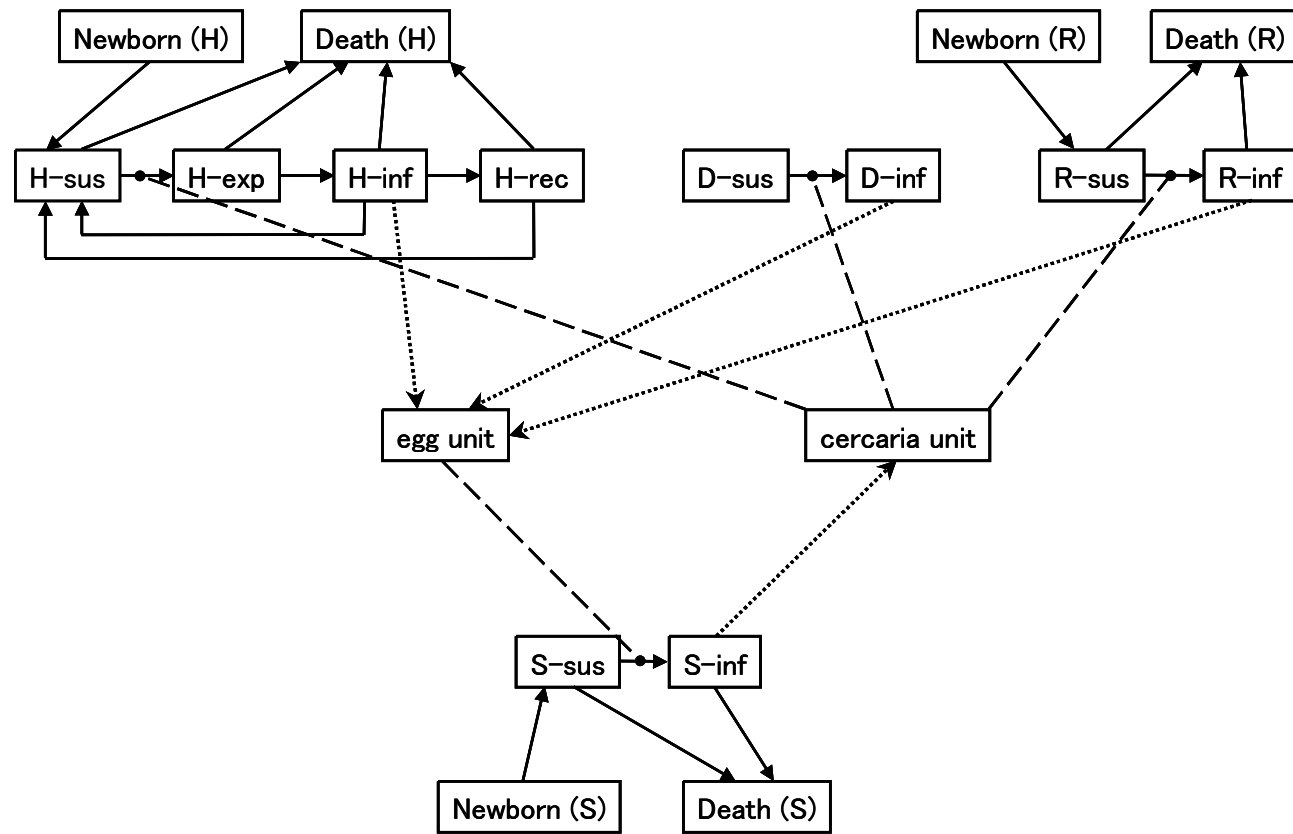 Newborn (H)
Death (H)
Newborn (R)
Death (R)
H-sus
H-exp
H-inf
H-rec
D-sus
D-inf
R-sus
R-inf
egg unit
cercaria unit
S-sus
S-inf
Newborn (S)
Death (S)